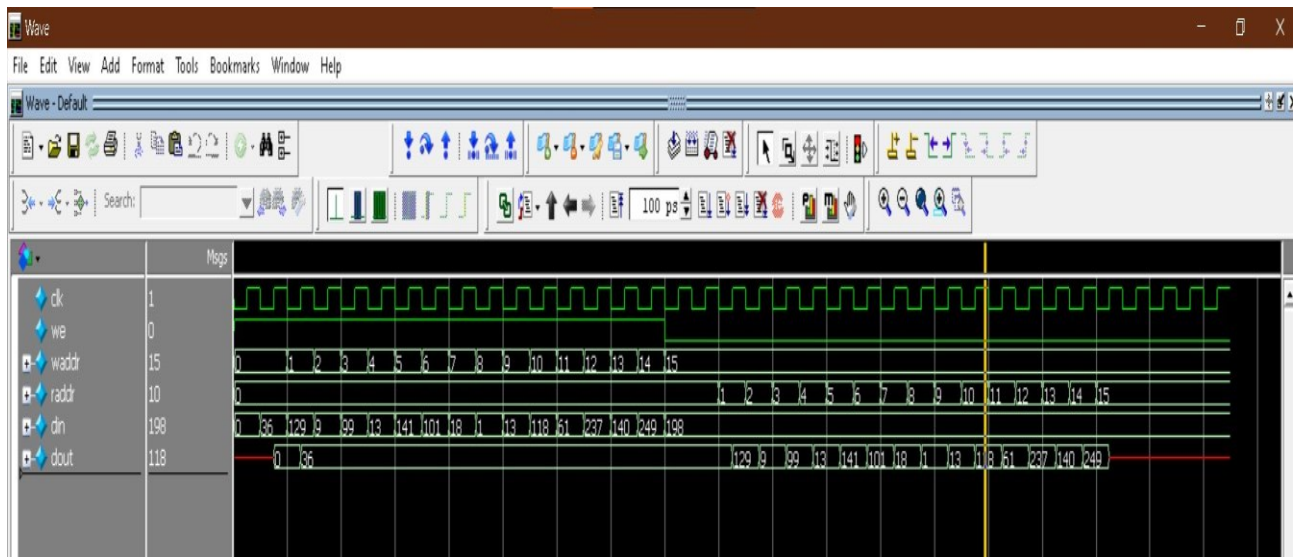 Wave
File Edit View Add Format Tools Bookmarks Window Help
Wave - Default
Search:
100 ps
Msgs
clk 1
we 0
waddr 15 0 1 2 3 4 5 6 7 8 9 10 11 12 13 14 15
raddr 10 0 1 2 3 4 5 6 7 8 9 10 11 12 13 14 15
din 198 0 36 129 9 99 13 141 101 18 1 13 118 61 237 140 249 198
dout 118 0 36 129 9 99 13 141 101 18 1 13 118 61 237 140 249